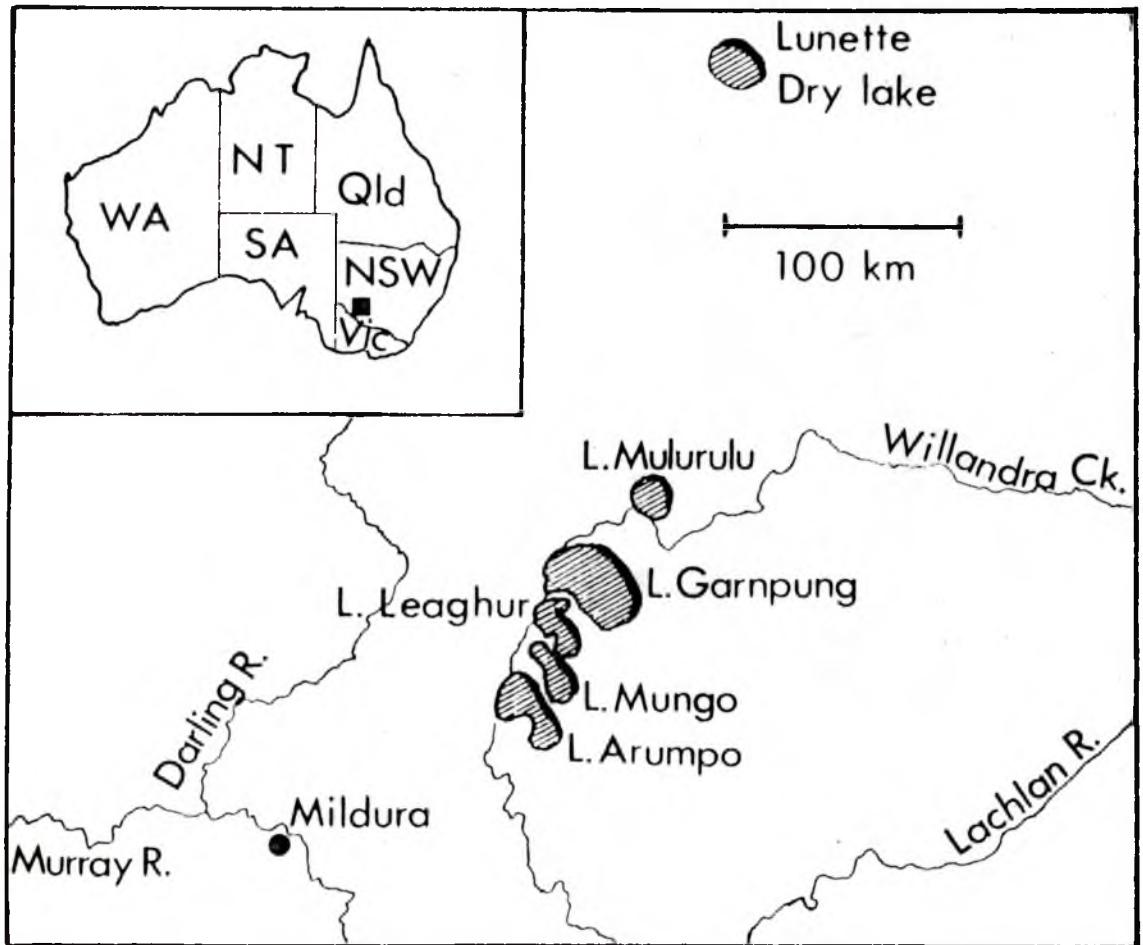 WA
NT
Qld
SA
NSW
Vic
Lunette
Dry lake
100 km
Willandra Ck.
L. Mulurulu
L. Garnpung
L. Leaghur
L. Mungo
L. Arumpo
Darling R.
Mildura
Murray R.
Lachlan R.